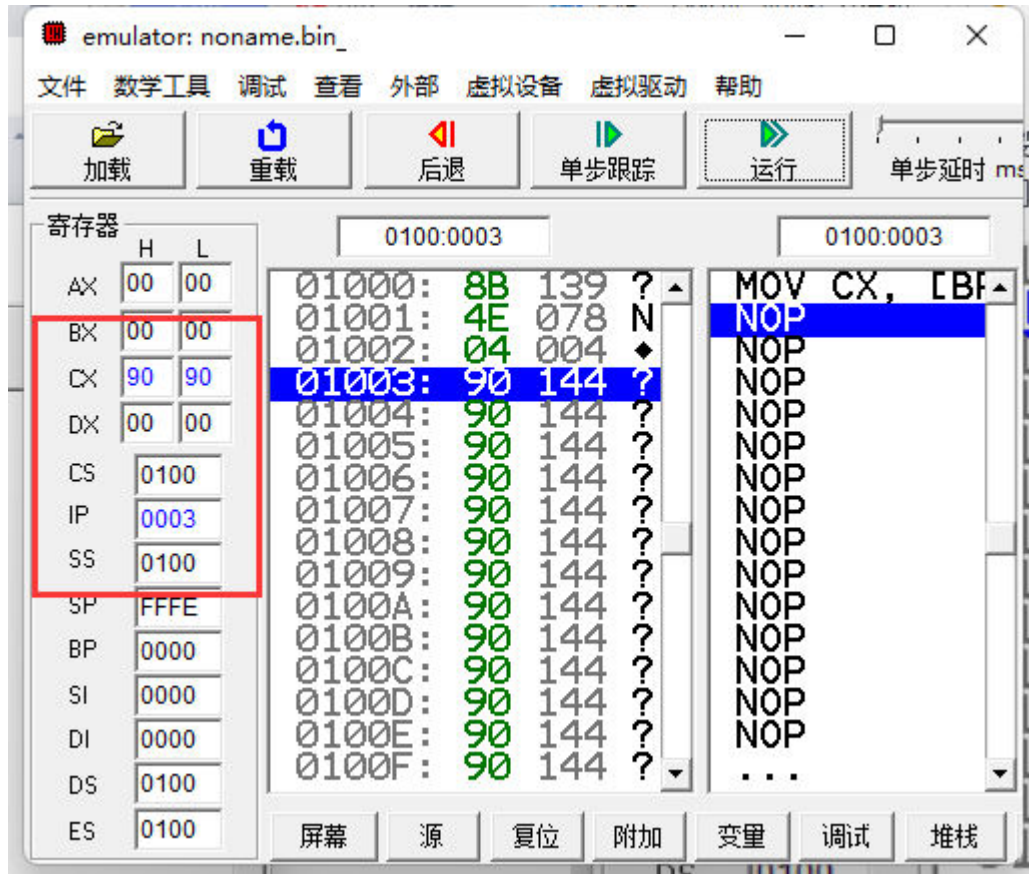 emulator: noname.bin_
文件 数学工具 调试 查看 外部 虚拟设备 虚拟驱动 帮助
加载 重载 后退 单步跟踪 运行 单步延时 ms
寄存器
H L
0100:0003 0100:0003
AX 00 00
BX 00 00
CX 90 90
DX 00 00
CS 0100
IP 0003
SS 0100
SP FFFE
BP 0000
SI 0000
DI 0000
DS 0100
ES 0100
01000: 8B 139 ?
01001: 4E 078 N
01002: 04 004 ♦
01003: 90 144 ?
01004: 90 144 ?
01005: 90 144 ?
01006: 90 144 ?
01007: 90 144 ?
01008: 90 144 ?
01009: 90 144 ?
0100A: 90 144 ?
0100B: 90 144 ?
0100C: 90 144 ?
0100D: 90 144 ?
0100E: 90 144 ?
0100F: 90 144 ?
MOV CX, [BP
NOP
NOP
NOP
NOP
NOP
NOP
NOP
NOP
NOP
NOP
NOP
NOP
NOP
NOP
...
屏幕 源 复位 附加 变量 调试 堆栈